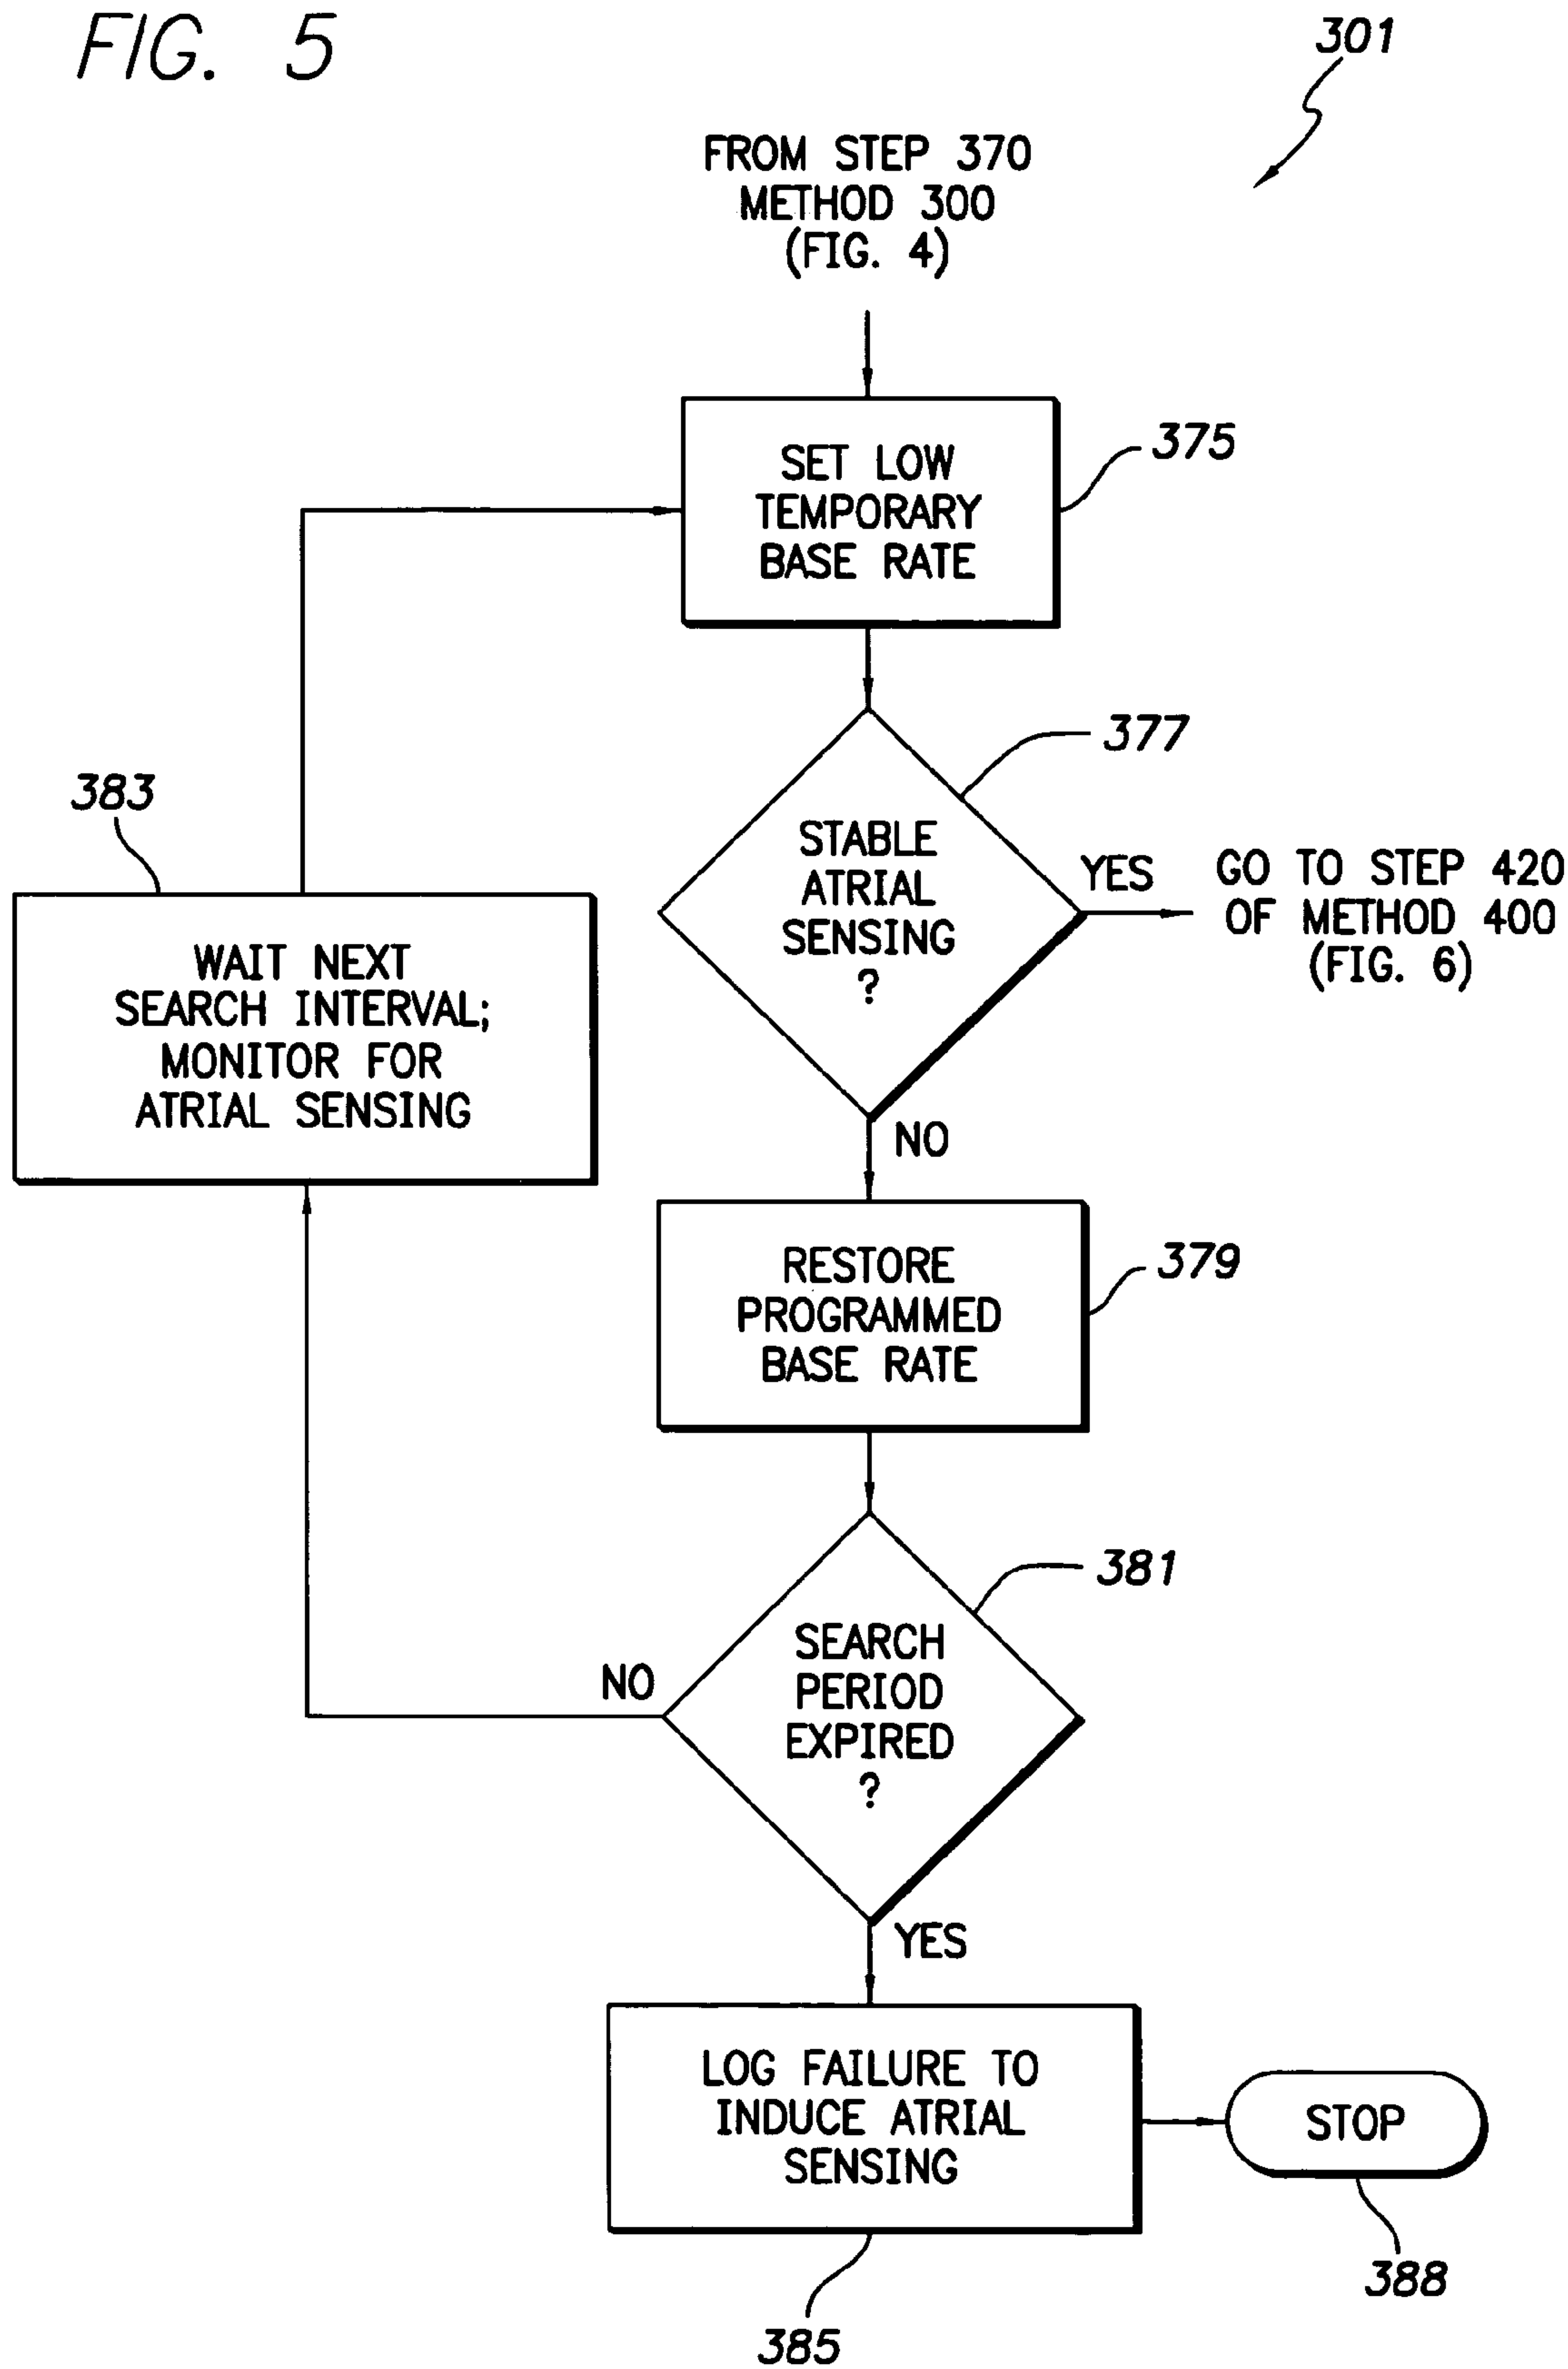 FIG. 5
301
FROM STEP 370
METHOD 300
(FIG. 4)
SET LOW
TEMPORARY
BASE RATE
375
377
STABLE
ATRIAL
SENSING
?
YES
GO TO STEP 420
OF METHOD 400
(FIG. 6)
383
WAIT NEXT
SEARCH INTERVAL;
MONITOR FOR
ATRIAL SENSING
NO
RESTORE
PROGRAMMED
BASE RATE
379
381
SEARCH
PERIOD
EXPIRED
?
NO
YES
LOG FAILURE TO
INDUCE ATRIAL
SENSING
385
STOP
388